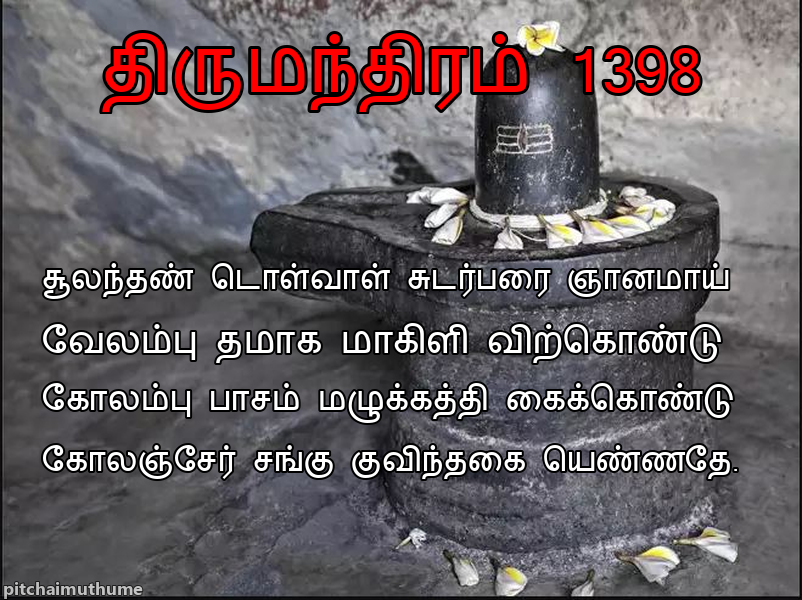 திருமந்திரம் 1398
சூலந்தண் டொள்வாள் சுடர்பரை ஞானமாய்
வேலம்பு தமாக மாகிளி விற்கொண்டு
கோலம்பு பாசம் மழுக்கத்தி கைக்கொண்டு
கோலஞ்சேர் சங்கு குவிந்தகை யெண்ணதே.
pitchaimuthume